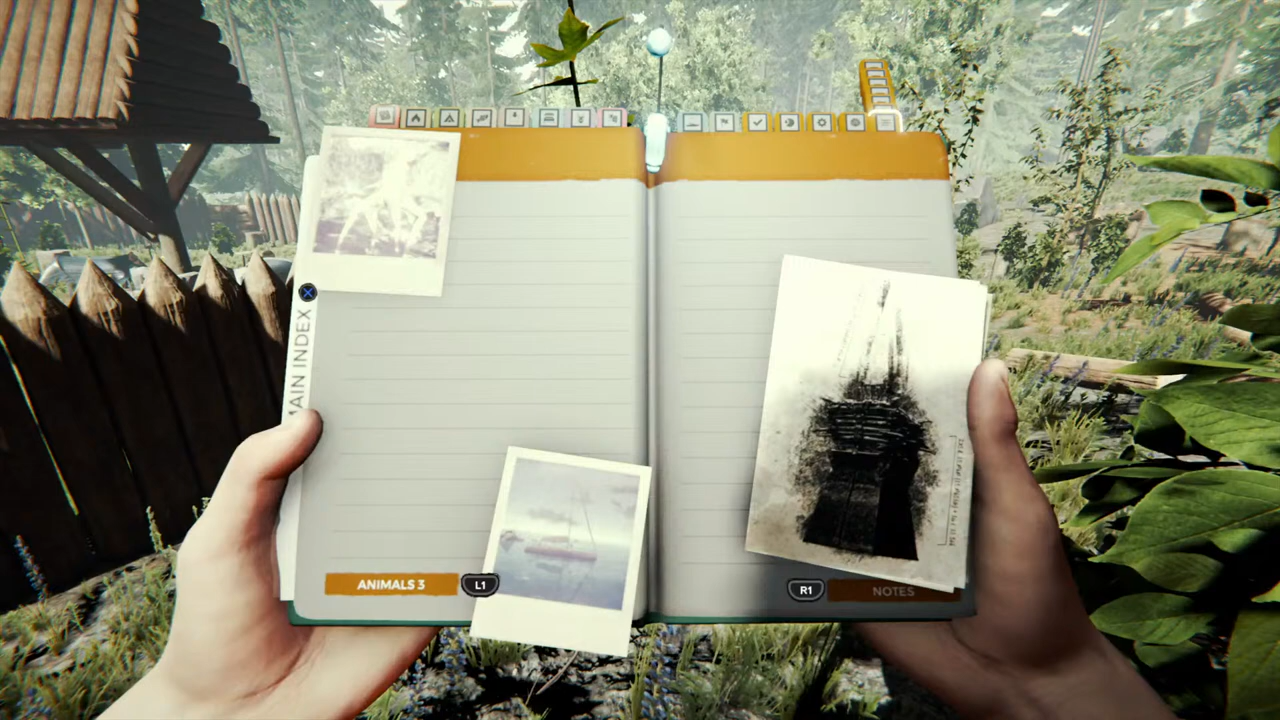 MAIN INDEX
ANIMALS 3
L1
R1
NOTES